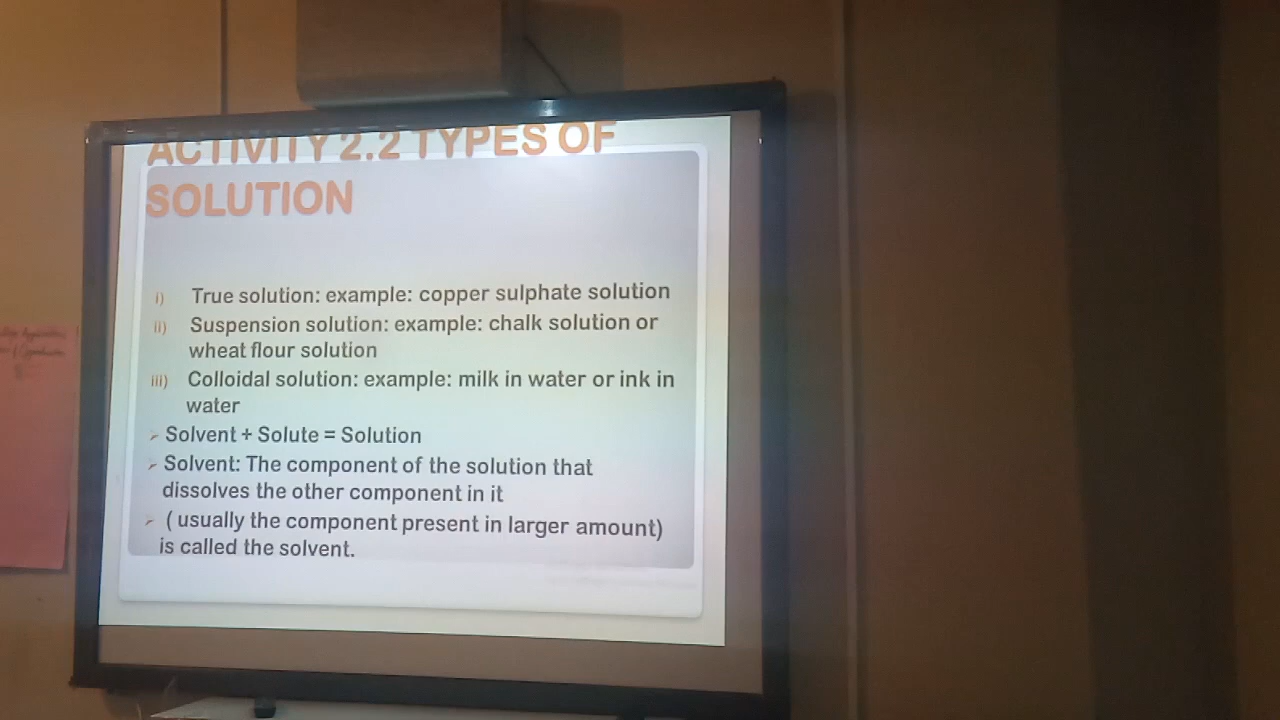 ACTIVITY 2.2 TYPES OF
SOLUTION
i) True solution: example: copper sulphate solution
ii) Suspension solution: example: chalk solution or
wheat flour solution
iii) Colloidal solution: example: milk in water or ink in
water
➢ Solvent + Solute = Solution
➢ Solvent: The component of the solution that
dissolves the other component in it
➢ ( usually the component present in larger amount)
is called the solvent.